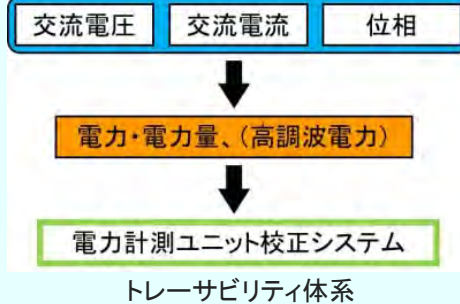 交流電圧 交流電流 位相
電力・電力量、(高調波電力)
電力計測ユニット校正システム
トレーサビリティ体系